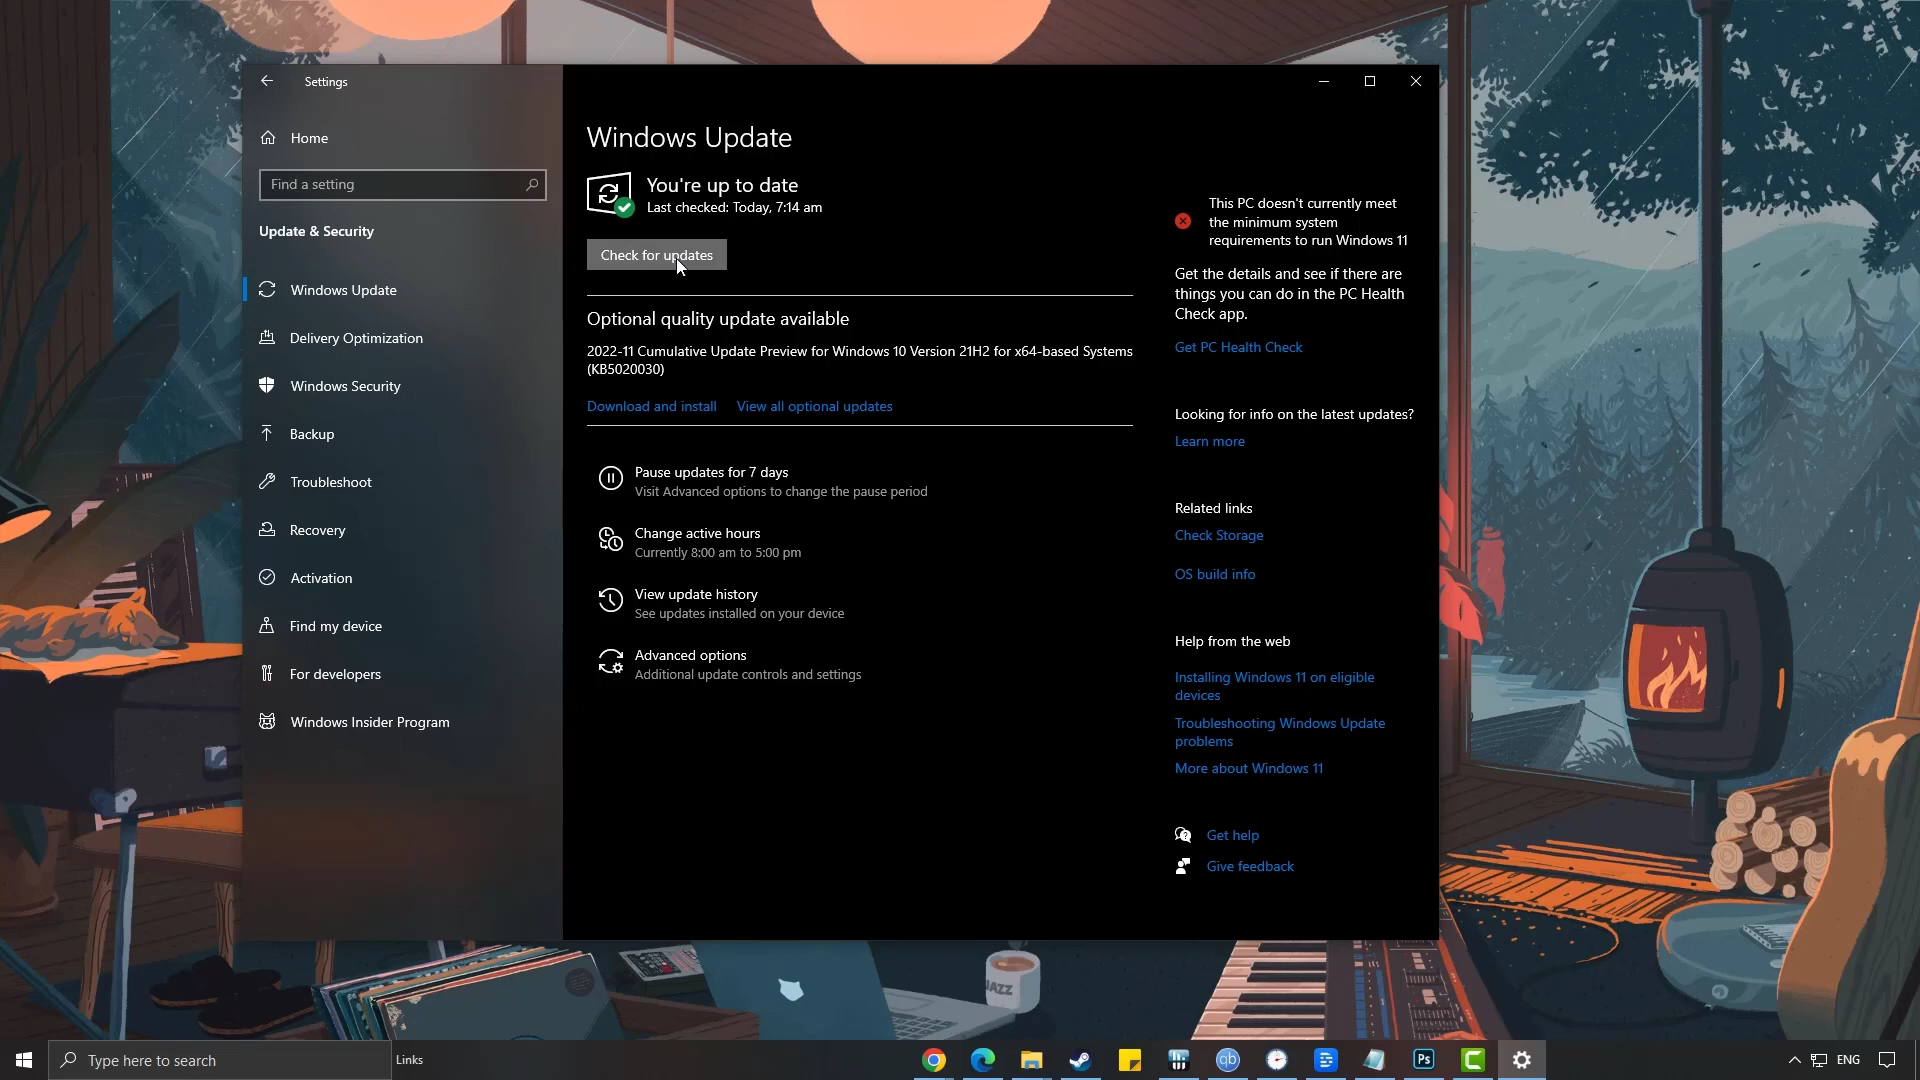 Settings
Home
Find a setting
Update & Security
Windows Update
Delivery Optimization
Windows Security
Backup
Troubleshoot
Recovery
Activation
Find my device
For developers
Windows Insider Program
Windows Update
You're up to date
Last checked: Today, 7:14 am
Check for updates
Optional quality update available
2022-11 Cumulative Update Preview for Windows 10 Version 21H2 for x64-based Systems
(KB5020030)
Download and install View all optional updates
Pause updates for 7 days
Visit Advanced options to change the pause period
Change active hours
Currently 8:00 am to 5:00 pm
View update history
See updates installed on your device
Advanced options
Additional update controls and settings
This PC doesn't currently meet
the minimum system
requirements to run Windows 11
Get the details and see if there are
things you can do in the PC Health
Check app.
Get PC Health Check
Looking for info on the latest updates?
Learn more
Related links
Check Storage
OS build info
Help from the web
Installing Windows 11 on eligible
devices
Troubleshooting Windows Update
problems
More about Windows 11
Get help
Give feedback
JAZZ
Type here to search
Links
qb
Ps
ENG